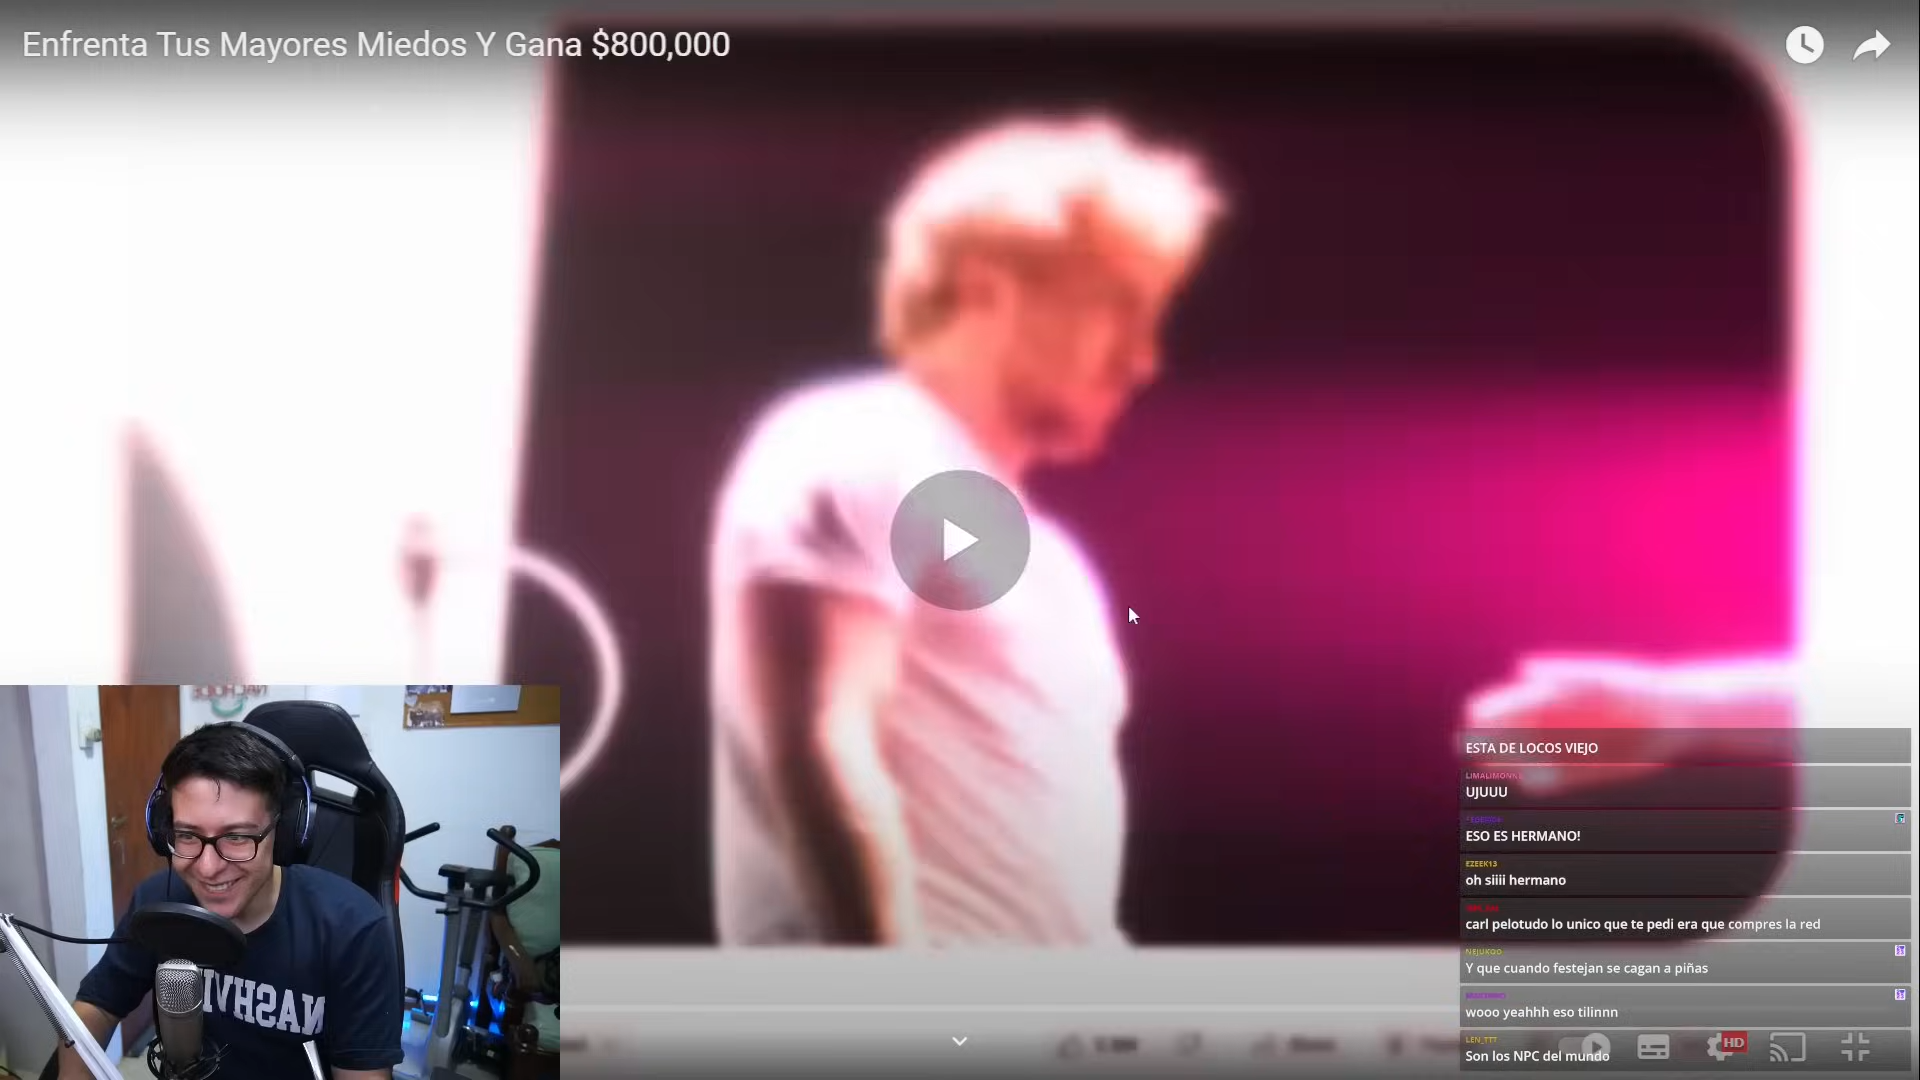 Enfrenta Tus Mayores Miedos Y Gana $800,000
ESTA DE LOCOS VIEJO
LIMALIMONNE
UJUUU
ESO ES HERMANO!
EZEEK13
oh siiii hermano
carl pelotudo lo unico que te pedi era que compres la red
NEJUKOO
Y que cuando festejan se cagan a piñas
wooo yeahhh eso tilinnn
LEN_TTT
Son los NPC del mundo
HD